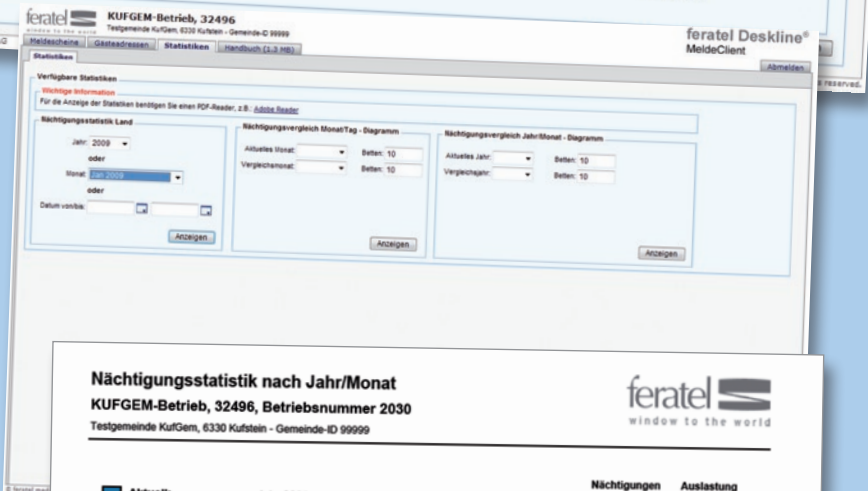 feratel
window to the world
KUFGEM-Betrieb, 32496
Testgemeinde KufGem, 6330 Kufstein - Gemeinde-ID 99999
feratel Deskline®
MeldeClient
Meldescheine Gästeadressen Statistiken Handbuch (1.3 MB)
Abmelden
s reserved.
Statistiken
Verfügbare Statistiken
Wichtige Information
Für die Anzeige der Statistiken benötigen Sie einen PDF-Reader, z.B.: Adobe Reader
Nächtigungsstatistik Land
Jahr: 2009
oder
Monat: Jan 2009
oder
Datum von/bis:
Anzeigen
Nächtigungsvergleich Monat/Tag - Diagramm
Aktuelles Monat: Betten: 10
Vergleichsmonat: Betten: 10
Anzeigen
Nächtigungsvergleich Jahr/Monat - Diagramm
Aktuelles Jahr: Betten: 10
Vergleichsjahr: Betten: 10
Anzeigen
Nächtigungsstatistik nach Jahr/Monat
KUFGEM-Betrieb, 32496, Betriebsnummer 2030
Testgemeinde KufGem, 6330 Kufstein - Gemeinde-ID 99999
feratel
window to the world
Nächtigungen Auslastung
© feratel